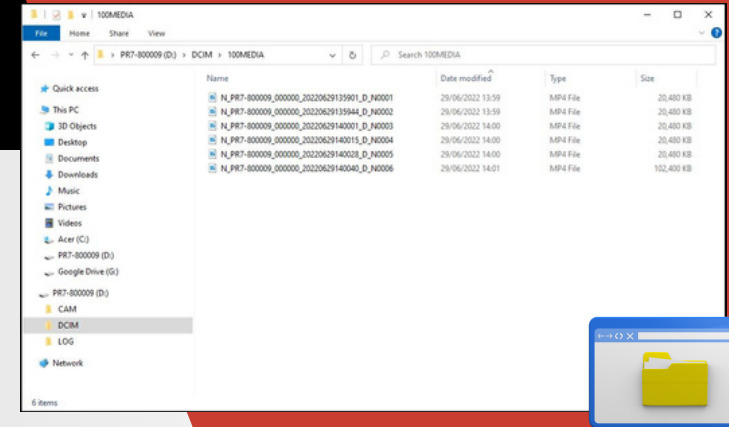 100MEDIA
File Home Share View
PR7-800009 (D:) > DCIM > 100MEDIA
Search 100MEDIA
Name Date modified Type Size
N_PR7-800009_000000_20220629135901_D_N0001 29/06/2022 13:59 MP4 File 20,480 KB
N_PR7-800009_000000_20220629135944_D_N0002 29/06/2022 13:59 MP4 File 20,480 KB
N_PR7-800009_000000_20220629140001_D_N0003 29/06/2022 14:00 MP4 File 20,480 KB
N_PR7-800009_000000_20220629140015_D_N0004 29/06/2022 14:00 MP4 File 20,480 KB
N_PR7-800009_000000_20220629140028_D_N0005 29/06/2022 14:00 MP4 File 20,480 KB
N_PR7-800009_000000_20220629140040_D_N0006 29/06/2022 14:01 MP4 File 102,400 KB
Quick access
This PC
3D Objects
Desktop
Documents
Downloads
Music
Pictures
Videos
Acer (C:)
PR7-800009 (D:)
Google Drive (G:)
PR7-800009 (D:)
CAM
DCIM
LOG
Network
6 items